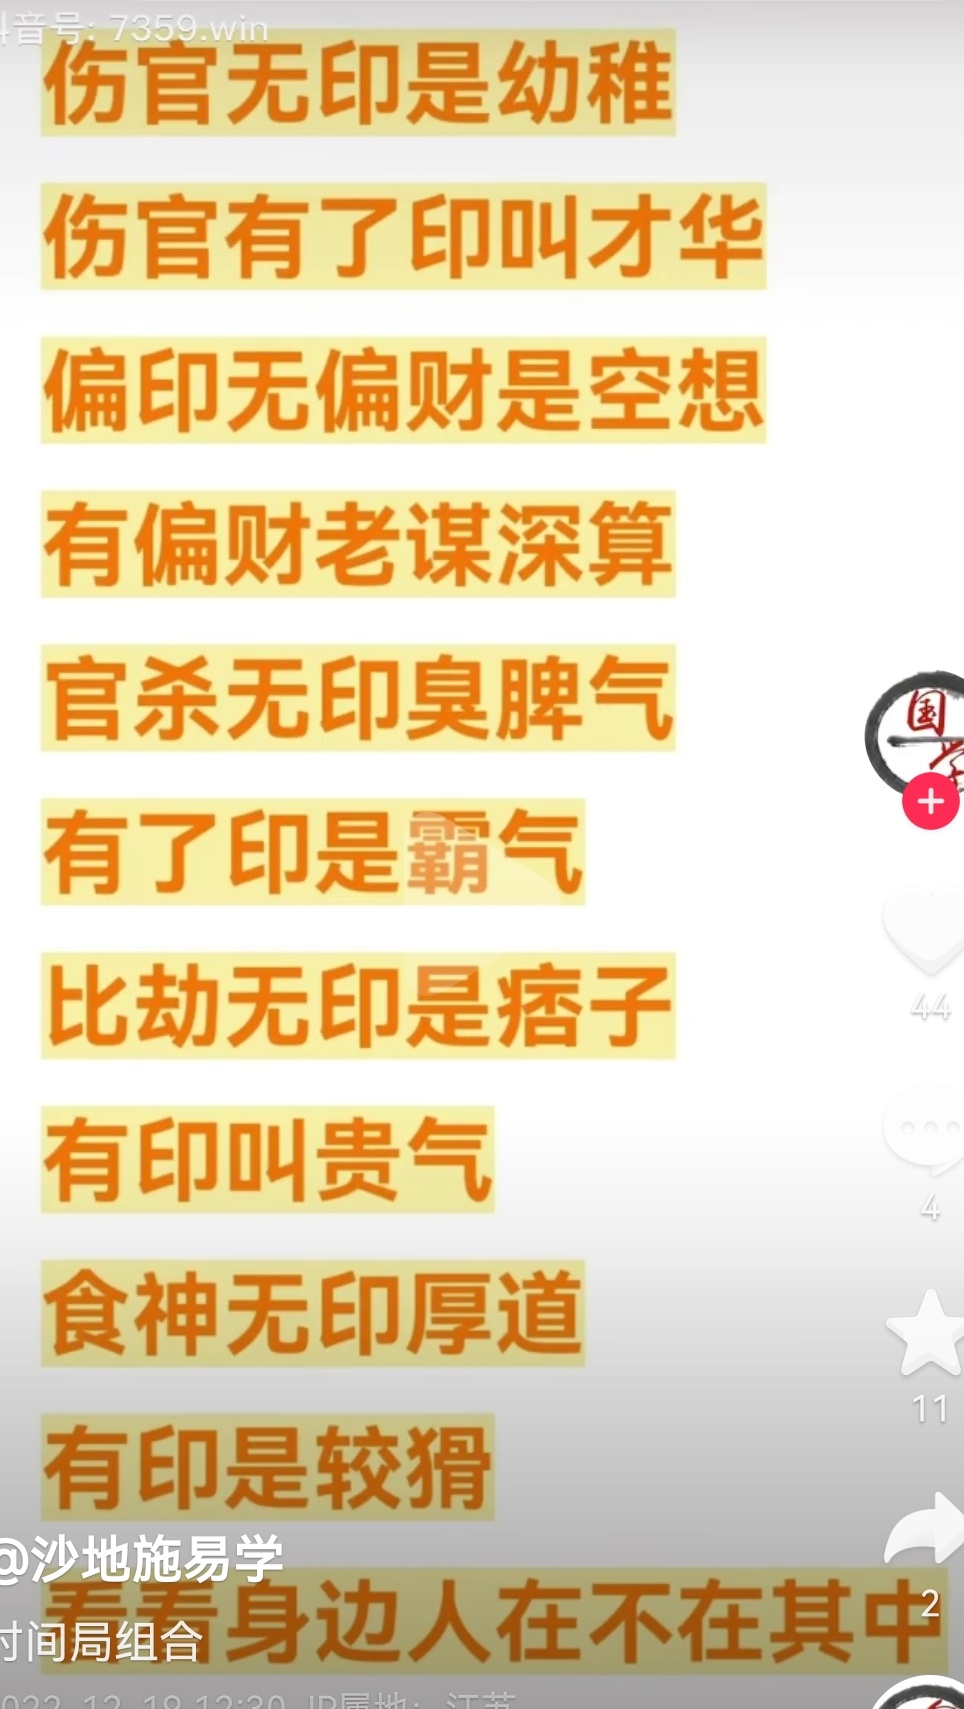 抖音号: 7359.win
伤官无印是幼稚
伤官有了印叫才华
偏印无偏财是空想
有偏财老谋深算
官杀无印臭脾气
有了印是霸气
比劫无印是痞子
有印叫贵气
食神无印厚道
有印是较猾
看看身边人在不在其中
国学
44
4
11
2
@沙地施易学
时间局组合
2022-12-18 12:30 IP属地：江苏